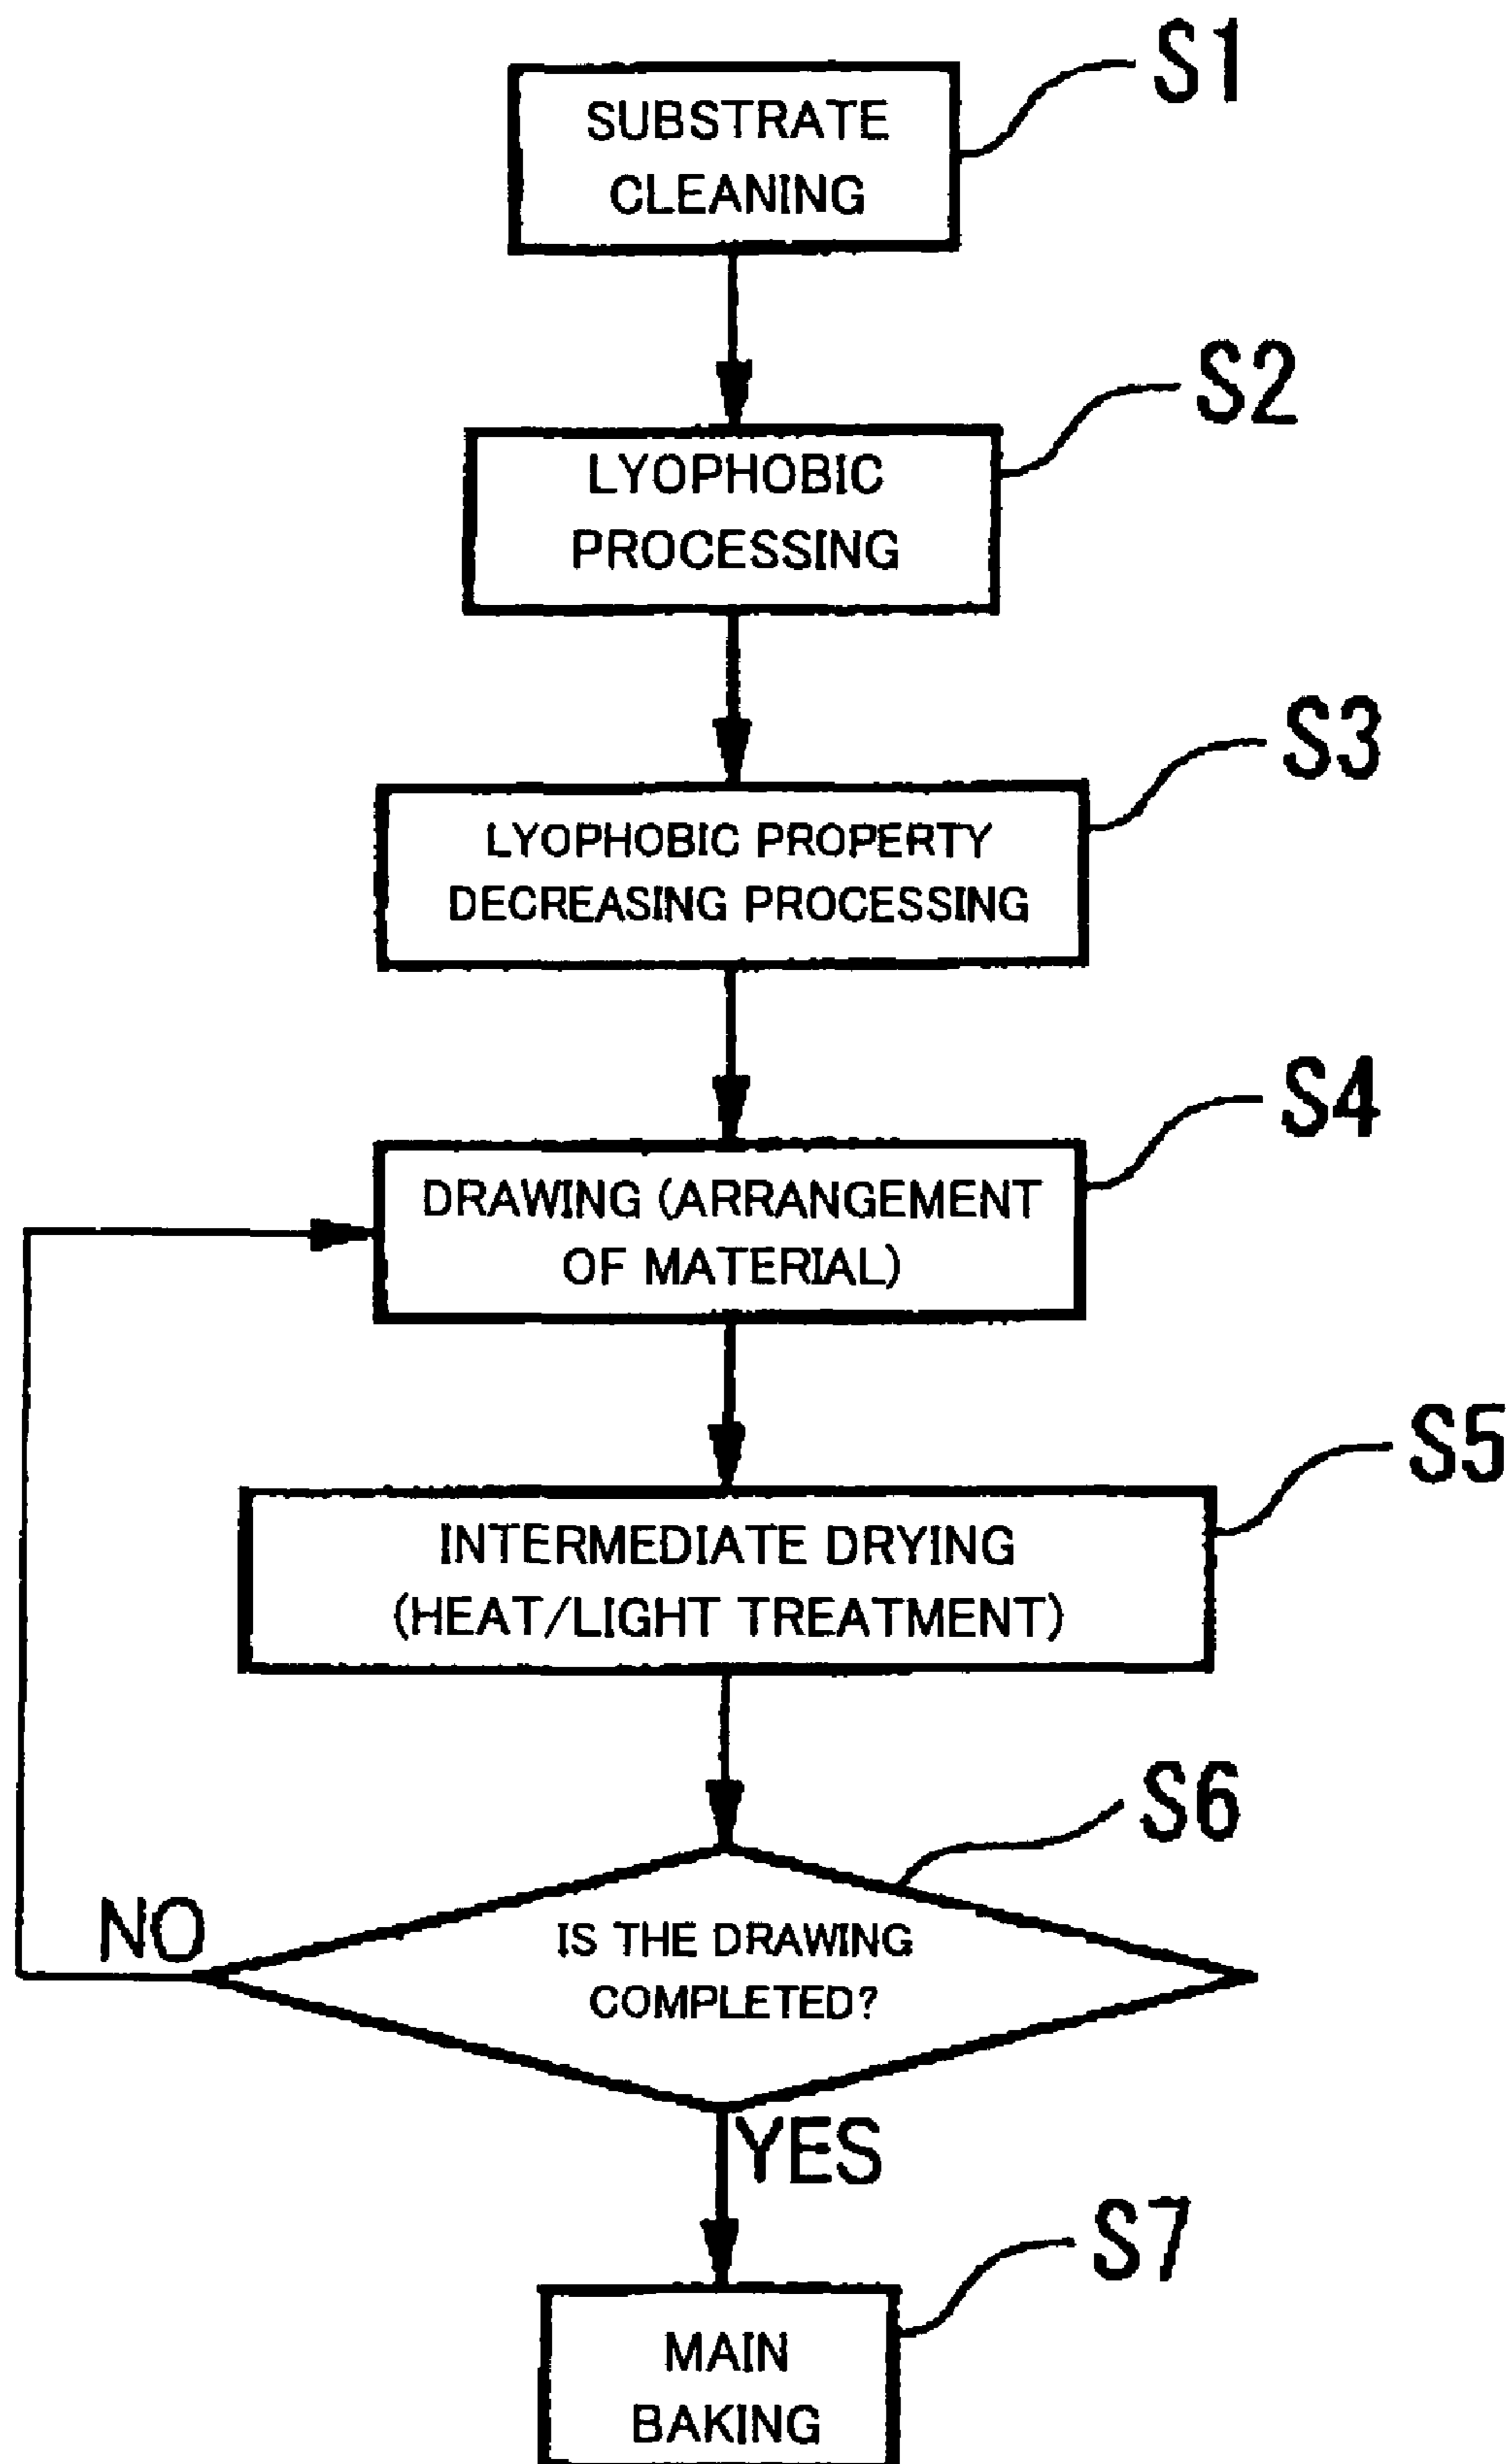 S1
SUBSTRATE
CLEANING
S2
LYOPHOBIC
PROCESSING
S3
LYOPHOBIC PROPERTY
DECREASING PROCESSING
S4
DRAWING (ARRANGEMENT
OF MATERIAL)
S5
INTERMEDIATE DRYING
(HEAT/LIGHT TREATMENT)
S6
NO
IS THE DRAWING
COMPLETED?
YES
S7
MAIN
BAKING